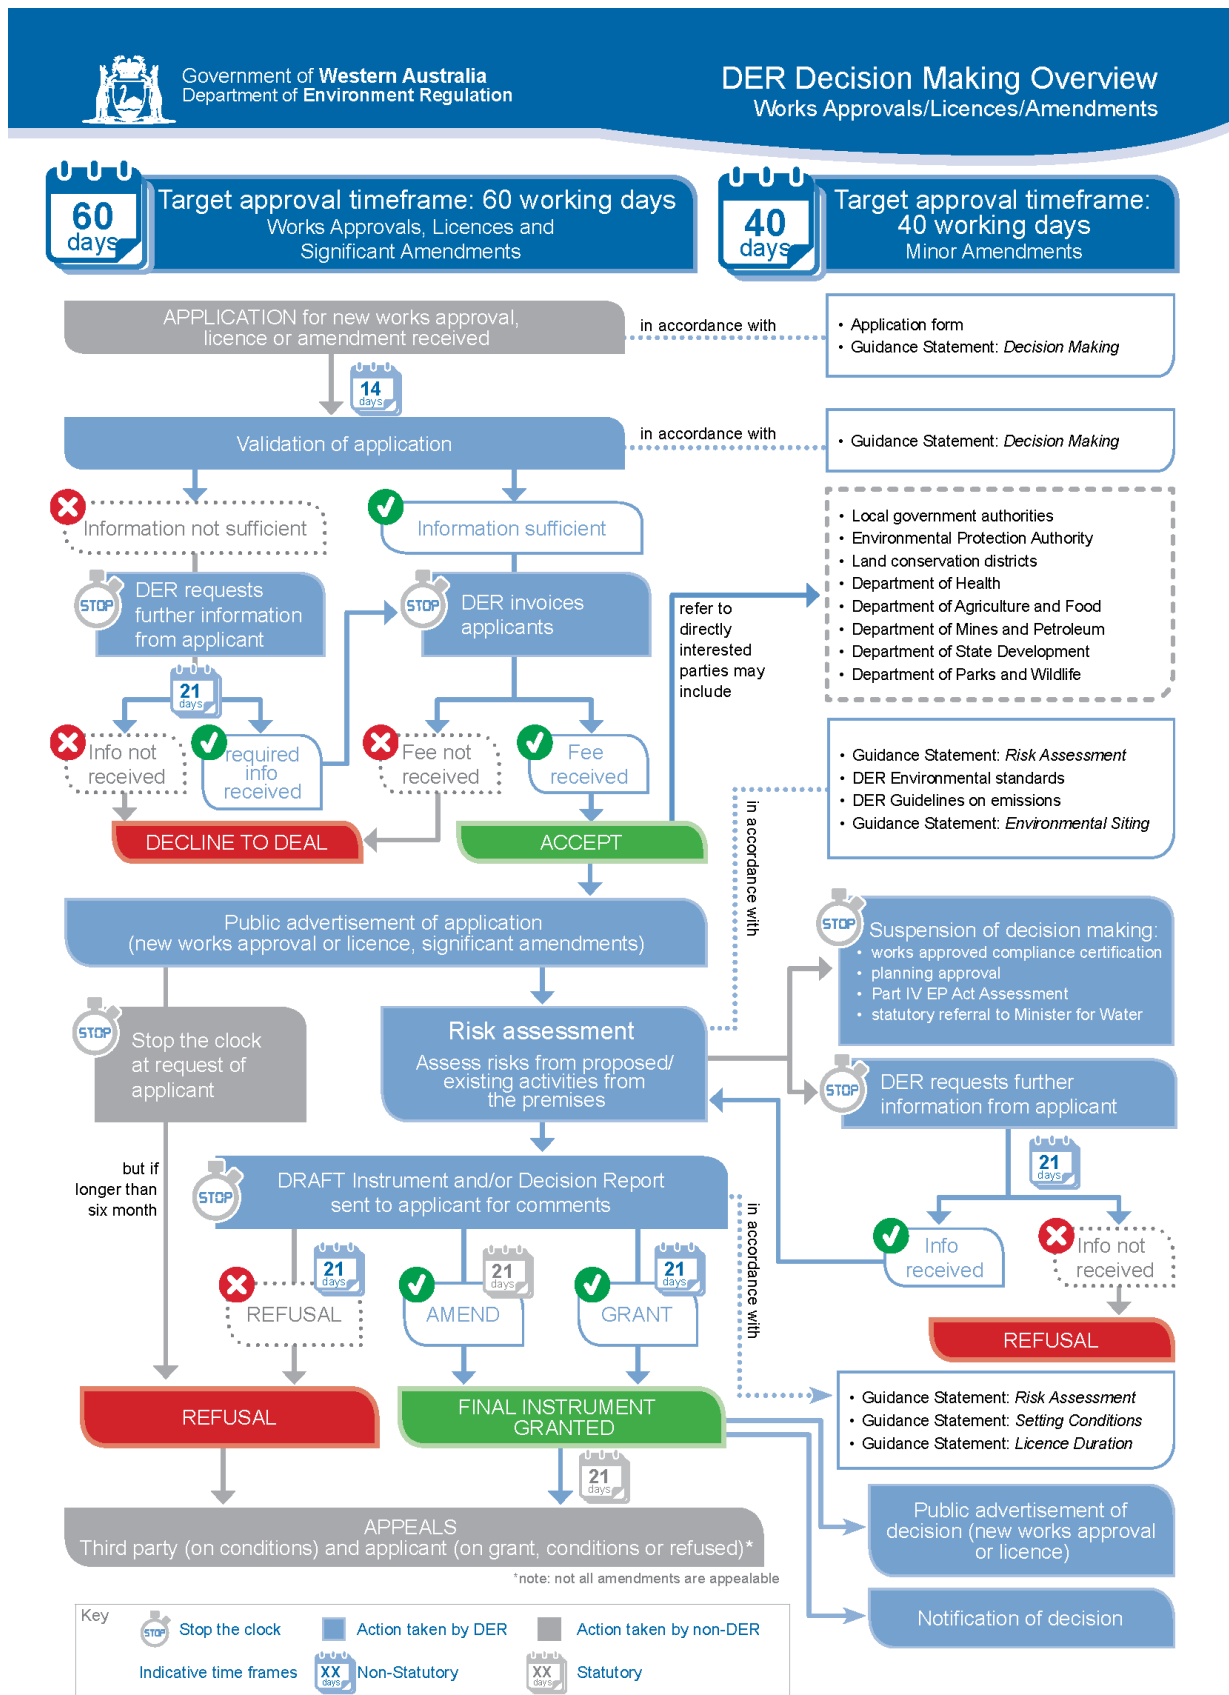 Government of Western Australia
Department of Environment Regulation
DER Decision Making Overview
Works Approvals/Licences/Amendments
60
days
Target approval timeframe: 60 working days
Works Approvals, Licences and
Significant Amendments
40
days
Target approval timeframe:
40 working days
Minor Amendments
APPLICATION for new works approval,
licence or amendment received
in accordance with
• Application form
• Guidance Statement: Decision Making
14
days
Validation of application
in accordance with
• Guidance Statement: Decision Making
Information not sufficient
Information sufficient
• Local government authorities
• Environmental Protection Authority
• Land conservation districts
• Department of Health
• Department of Agriculture and Food
• Department of Mines and Petroleum
• Department of State Development
• Department of Parks and Wildlife
STOP
DER requests
further information
from applicant
STOP
DER invoices
applicants
refer to
directly
interested
parties may
include
21
days
Info not
received
required
info
received
Fee not
received
Fee
received
• Guidance Statement: Risk Assessment
• DER Environmental standards
• DER Guidelines on emissions
• Guidance Statement: Environmental Siting
in accordance with
DECLINE TO DEAL
ACCEPT
Public advertisement of application
(new works approval or licence, significant amendments)
STOP
Suspension of decision making:
• works approved compliance certification
• planning approval
• Part IV EP Act Assessment
• statutory referral to Minister for Water
STOP
Stop the clock
at request of
applicant
Risk assessment
Assess risks from proposed/
existing activities from
the premises
STOP
DER requests further
information from applicant
21
days
but if
longer than
six month
STOP
DRAFT Instrument and/or Decision Report
sent to applicant for comments
in accordance with
Info
received
Info not
received
21
days
REFUSAL
21
days
AMEND
21
days
GRANT
REFUSAL
REFUSAL
FINAL INSTRUMENT
GRANTED
• Guidance Statement: Risk Assessment
• Guidance Statement: Setting Conditions
• Guidance Statement: Licence Duration
21
days
Public advertisement of
decision (new works approval
or licence)
APPEALS
Third party (on conditions) and applicant (on grant, conditions or refused)*
*note: not all amendments are appealable
Notification of decision
Key
STOP
Stop the clock
Action taken by DER
Action taken by non-DER
Indicative time frames
XX
days
Non-Statutory
XX
days
Statutory